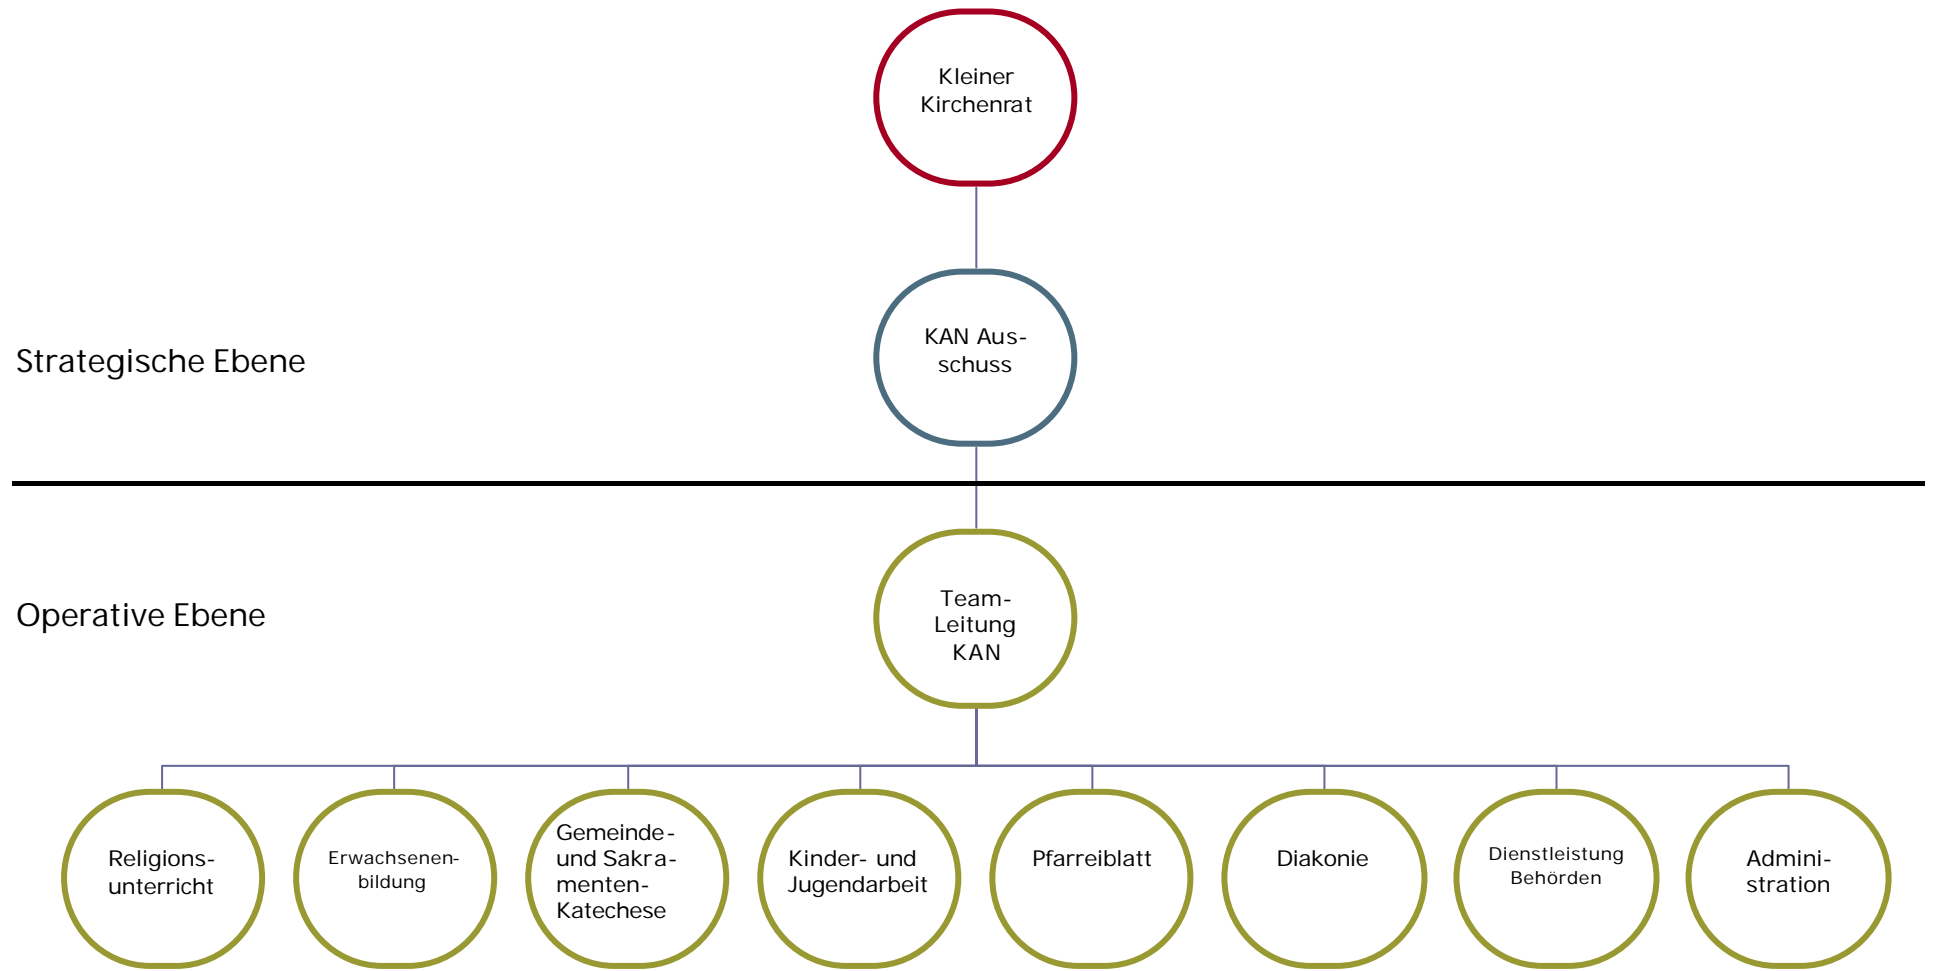 Kleiner
Kirchenrat
KAN Aus-
schuss
Strategische Ebene
Team-
Leitung
KAN
Operative Ebene
Religions-
unterricht
Erwachsenen-
bildung
Gemeinde-
und Sakra-
menten-
Katechese
Kinder- und
Jugendarbeit
Pfarreiblatt
Diakonie
Dienstleistung
Behörden
Admini-
stration